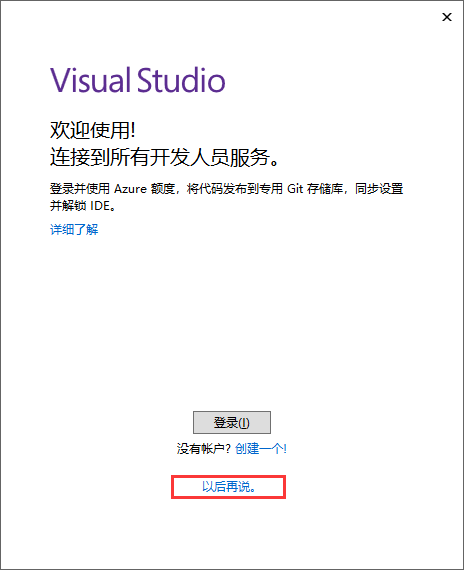 Visual Studio
欢迎使用!
连接到所有开发人员服务。
登录并使用 Azure 额度，将代码发布到专用 Git 存储库，同步设置
并解锁 IDE。
详细了解
登录(I)
没有帐户? 创建一个!
以后再说。